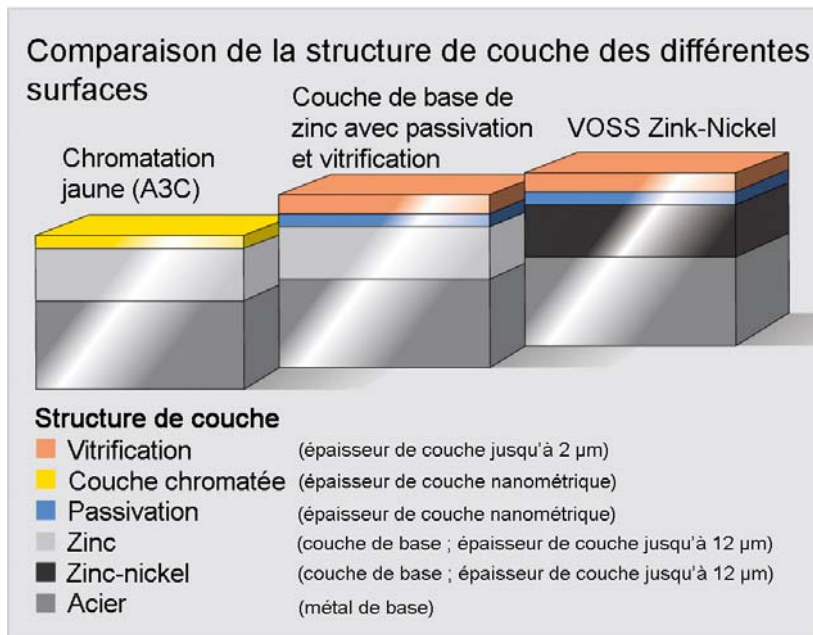 Comparaison de la structure de couche des différentes
surfaces
Chromatation
jaune (A3C)
Couche de base de
zinc avec passivation
et vitrification
VOSS Zink-Nickel
Structure de couche
Vitrification (épaisseur de couche jusqu'à 2 µm)
Couche chromatée (épaisseur de couche nanométrique)
Passivation (épaisseur de couche nanométrique)
Zinc (couche de base ; épaisseur de couche jusqu'à 12 µm)
Zinc-nickel (couche de base ; épaisseur de couche jusqu'à 12 µm)
Acier (métal de base)